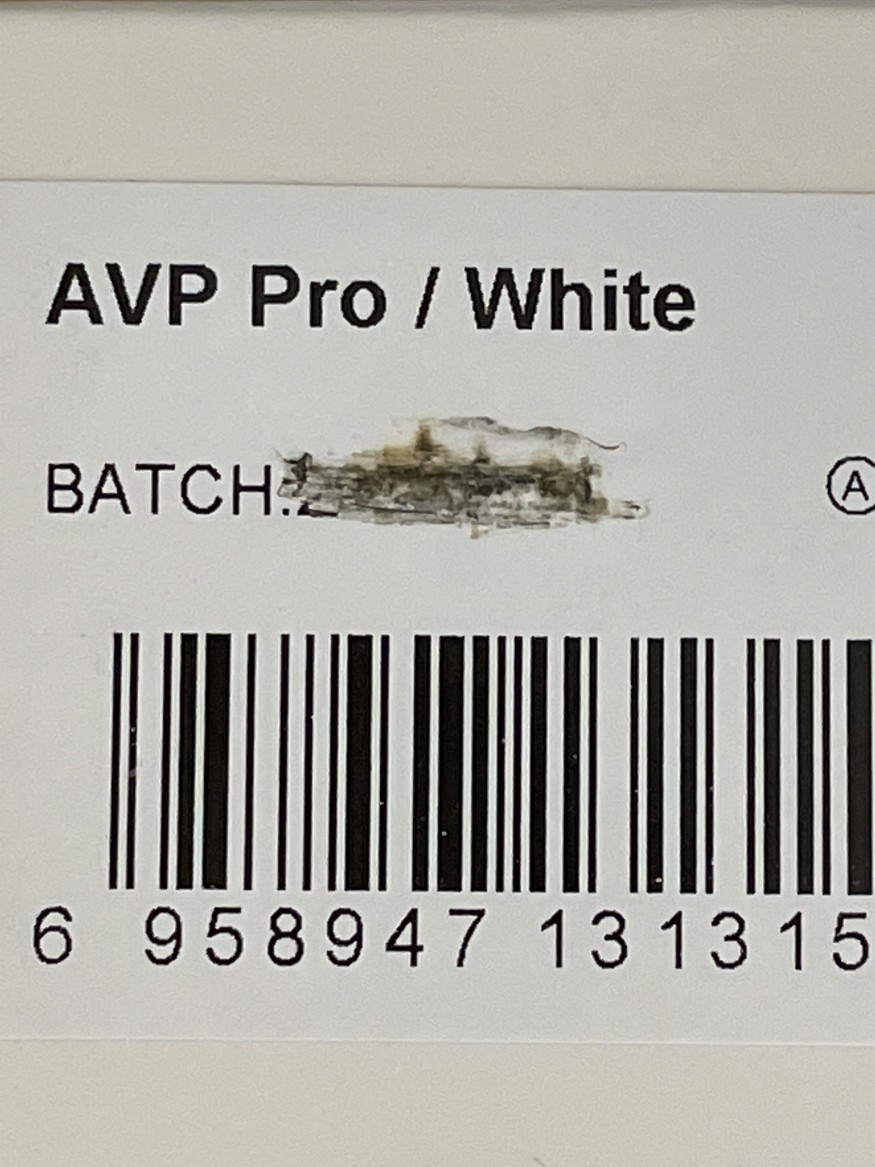 AVP Pro / White
BATCH:
Ⓐ
6 958947 131315